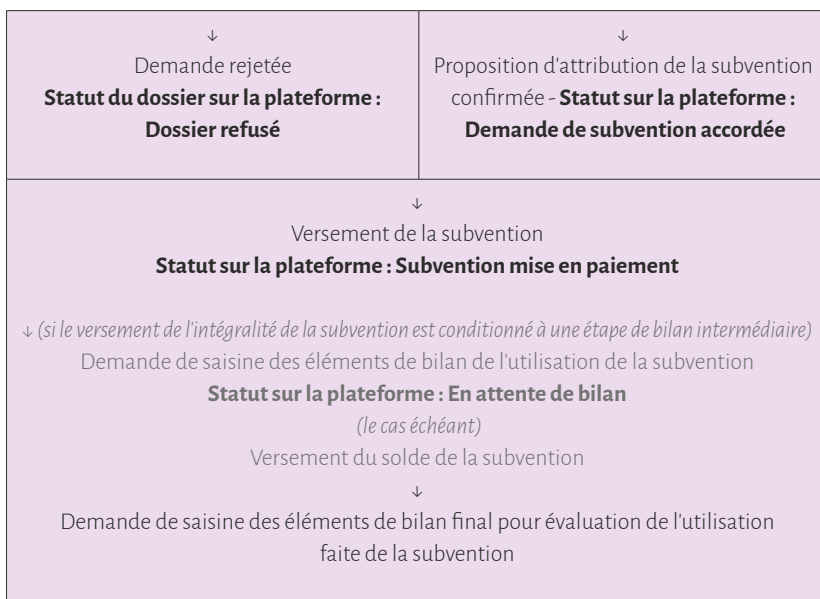 ↓
Demande rejetée
Statut du dossier sur la plateforme :
Dossier refusé
↓
Proposition d'attribution de la subvention
confirmée - Statut sur la plateforme :
Demande de subvention accordée
↓
Versement de la subvention
Statut sur la plateforme : Subvention mise en paiement
↓ (si le versement de l'intégralité de la subvention est conditionné à une étape de bilan intermédiaire)
Demande de saisine des éléments de bilan de l'utilisation de la subvention
Statut sur la plateforme : En attente de bilan
(le cas échéant)
Versement du solde de la subvention
↓
Demande de saisine des éléments de bilan final pour évaluation de l'utilisation
faite de la subvention